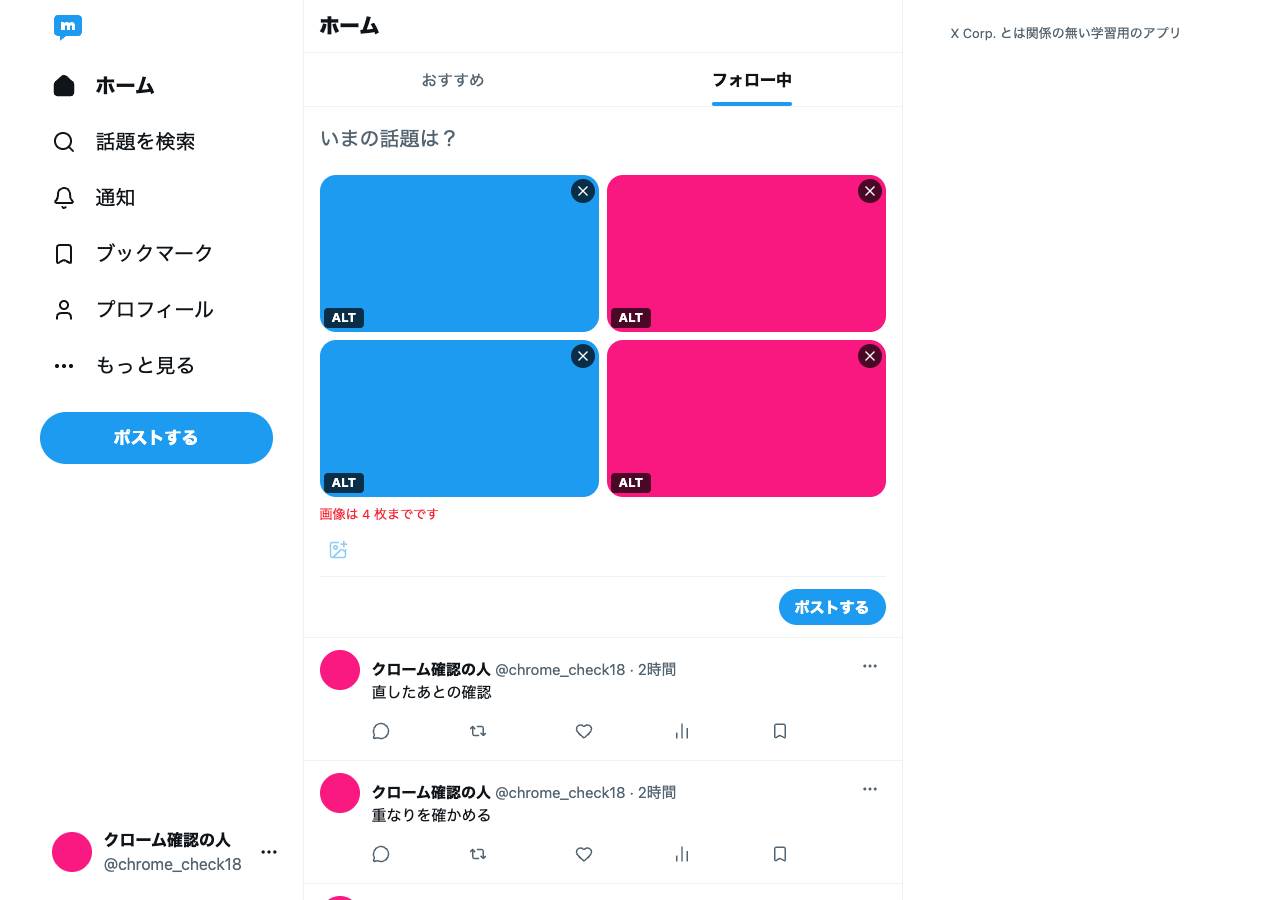 m
ホーム
話題を検索
通知
ブックマーク
プロフィール
もっと見る
ポストする
クローム確認の人
@chrome_check18
ホーム
おすすめ
フォロー中
いまの話題は？
ALT
ALT
ALT
ALT
画像は 4 枚までです
ポストする
クローム確認の人 @chrome_check18 · 2時間
直したあとの確認
クローム確認の人 @chrome_check18 · 2時間
重なりを確かめる
X Corp. とは関係の無い学習用のアプリ